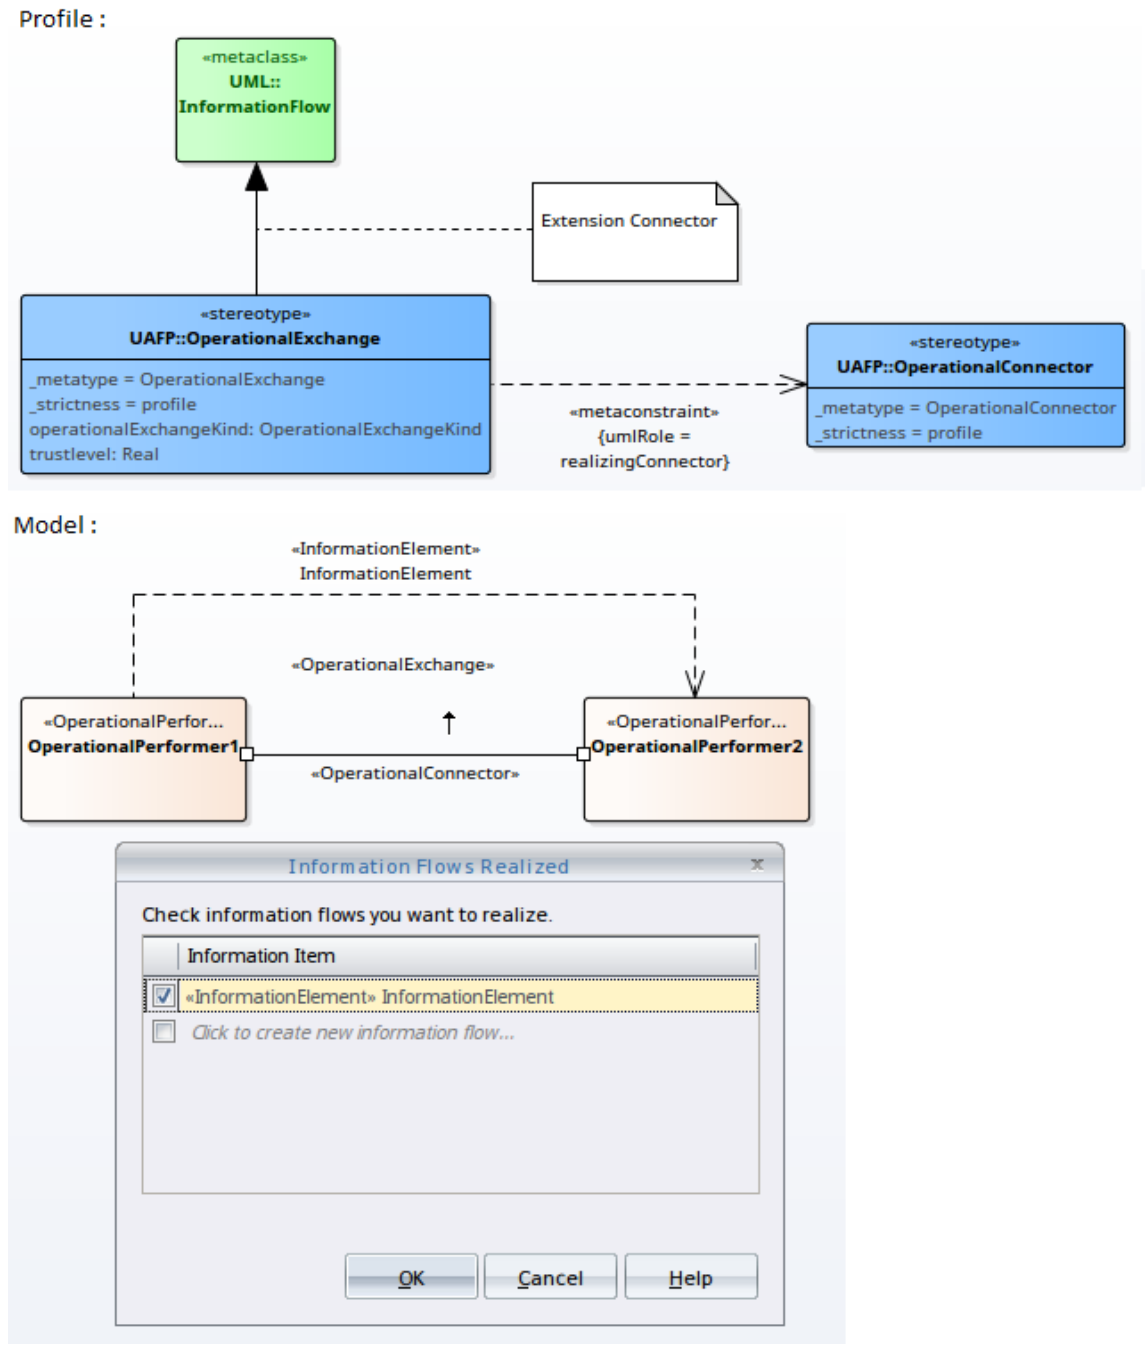 Profile :
«metaclass»
UML::
InformationFlow
Extension Connector
«stereotype»
UAFP::OperationalExchange
_metatype = OperationalExchange
_strictness = profile
operationalExchangeKind: OperationalExchangeKind
trustlevel: Real
«metaconstraint»
{umlRole =
realizingConnector}
«stereotype»
UAFP::OperationalConnector
_metatype = OperationalConnector
_strictness = profile
Model :
«InformationElement»
InformationElement
«OperationalExchange»
«OperationalPerfor...
OperationalPerformer1
«OperationalConnector»
«OperationalPerfor...
OperationalPerformer2
Information Flows Realized
x
Check information flows you want to realize.
Information Item
«InformationElement» InformationElement
Click to create new information flow...
OK
Cancel
Help